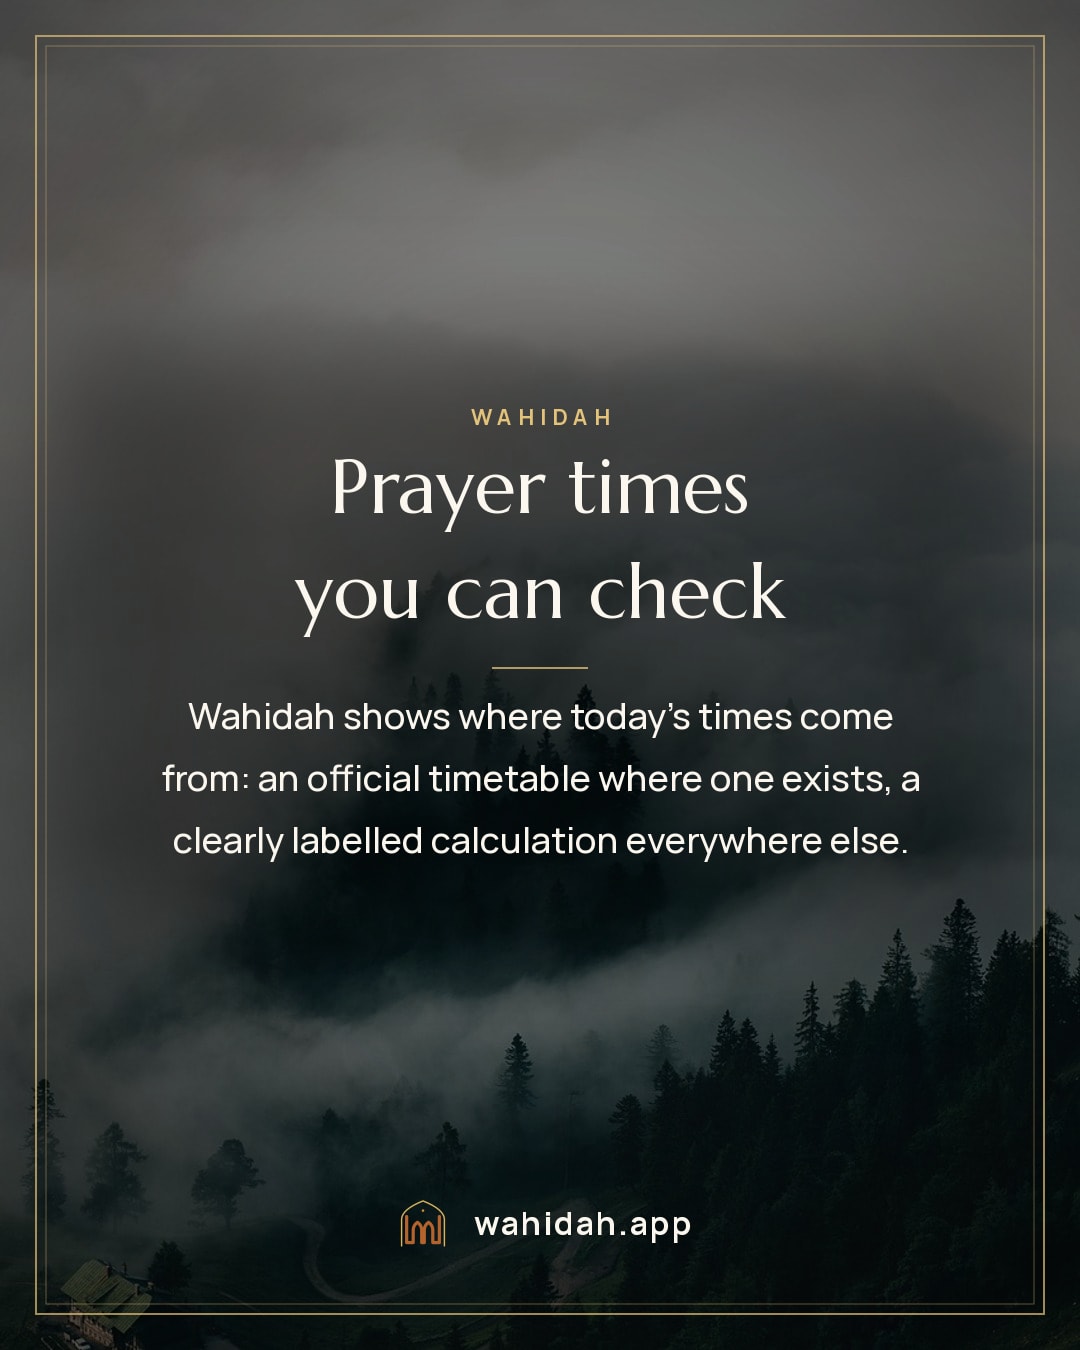 WAHIDAH
Prayer times
you can check
Wahidah shows where today’s times come
from: an official timetable where one exists, a
clearly labelled calculation everywhere else.
wahidah.app